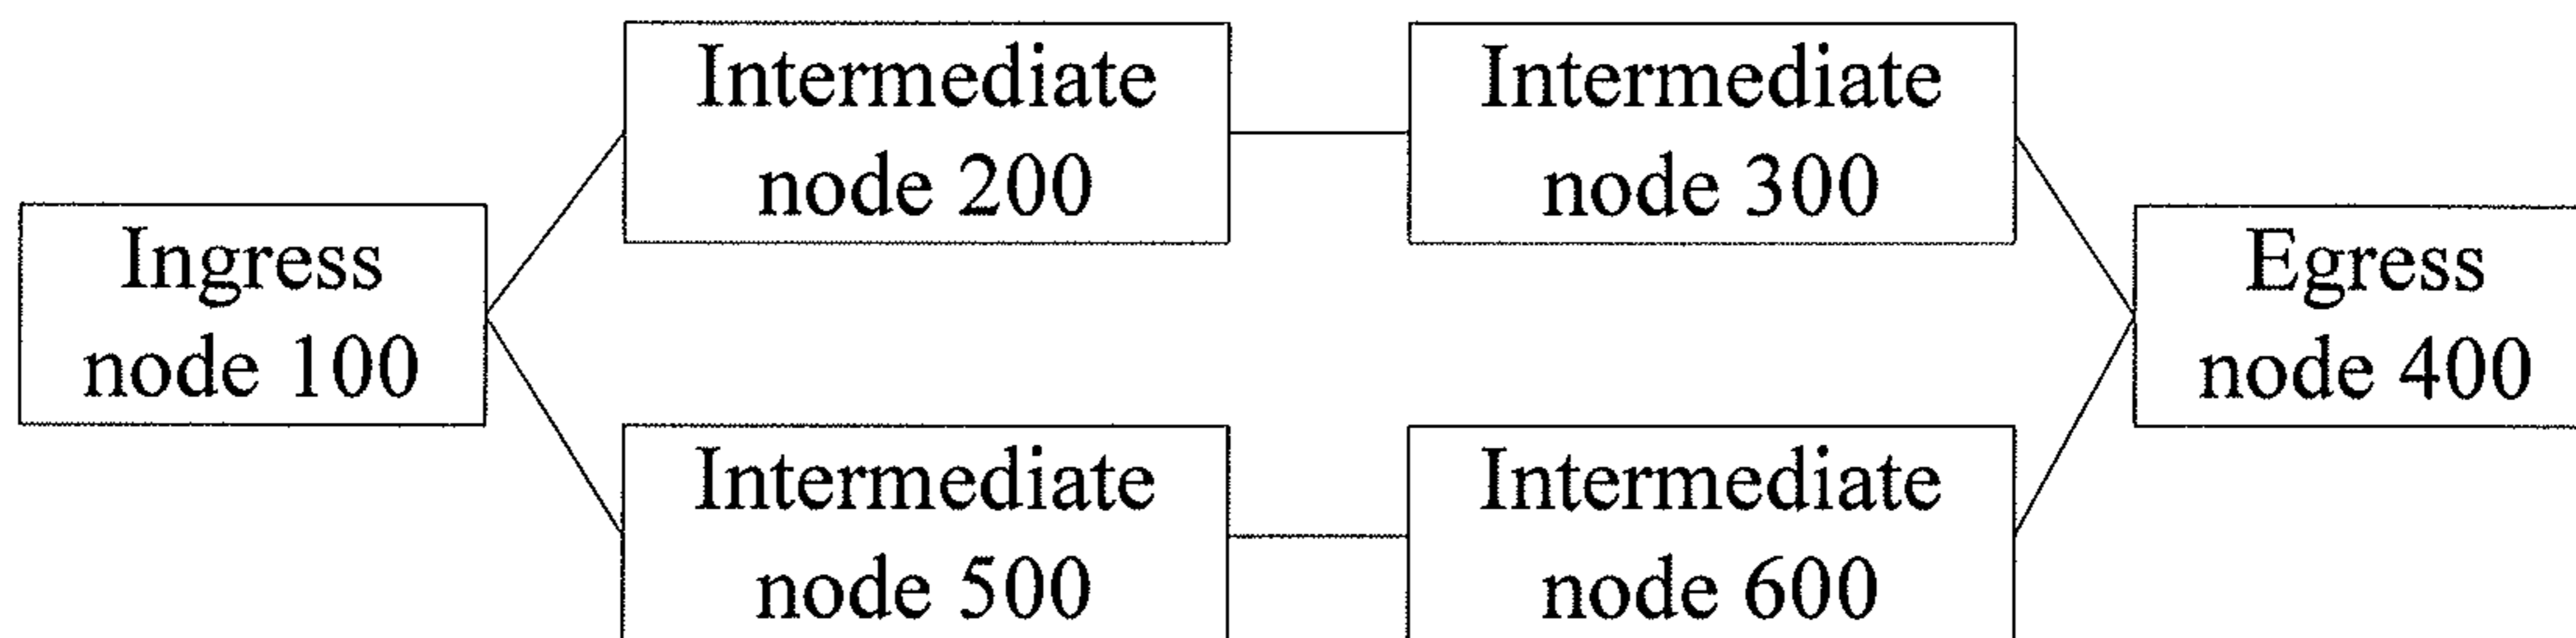 Intermediate
node 200
Intermediate
node 300
Ingress
node 100
Egress
node 400
Intermediate
node 500
Intermediate
node 600